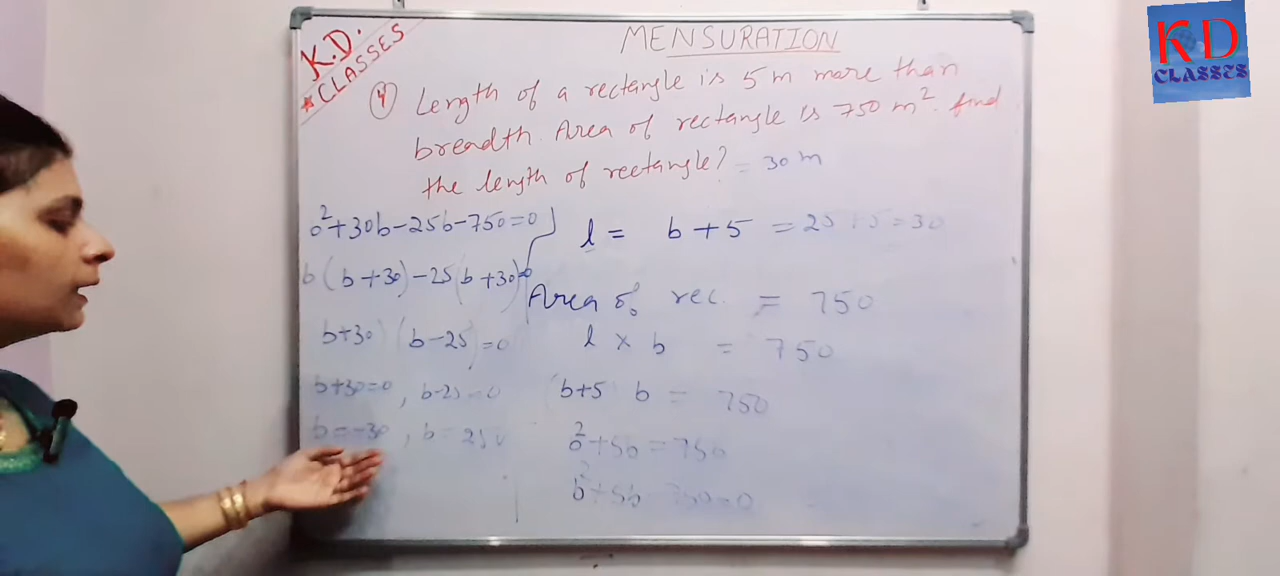 K.D.
★CLASSES
MENSURATION
KD
CLASSES
④ Length of a rectangle is 5 m more than
breadth. Area of rectangle is 750 m². find
the length of rectangle? = 30 m
b²+30b-25b-750=0
b(b+30)-25(b+30)=0
b+30) (b-25)=0
b+30=0, b-25=0
b=-30, b=25
l = b+5 = 25+5=30
Area of rec. = 750
l × b = 750
b+5 b = 750
b²+5b=750
b²+5b-750=0